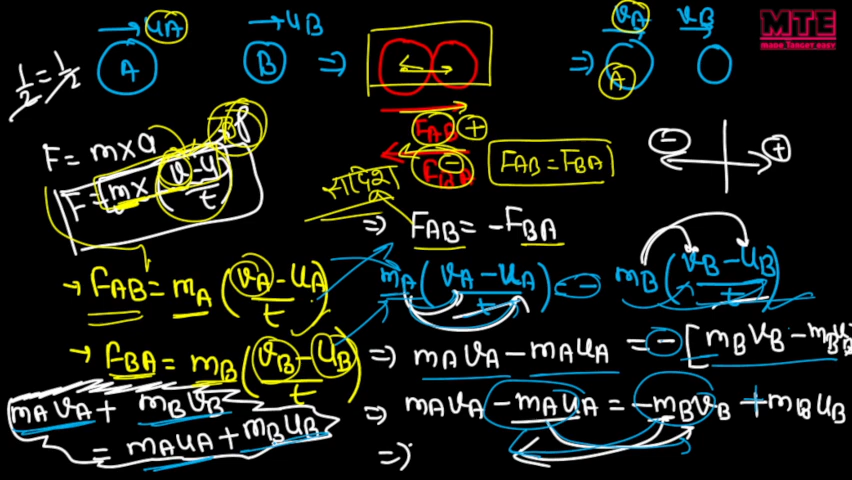 uA uB vA vB MTE
made Target easy
A B ⇒ ⇒ A
1/2 = 1/2
FAB +
FBA -
FAB = FBA
- +
F = m×a
F = m× (v-u)/t
सदिश
⇒ FAB = -FBA
→ FAB = mA (vA-uA)/t
mA (vA-uA)/t = - mB (vB-uB)/t
→ FBA = mB (vB-uB)/t
⇒ mAvA - mAuA = - [mBvB - mBuB
mAvA + mBvB
= mAuA + mBuB
⇒ mAvA - mAuA = -mBvB + mBuB
⇒